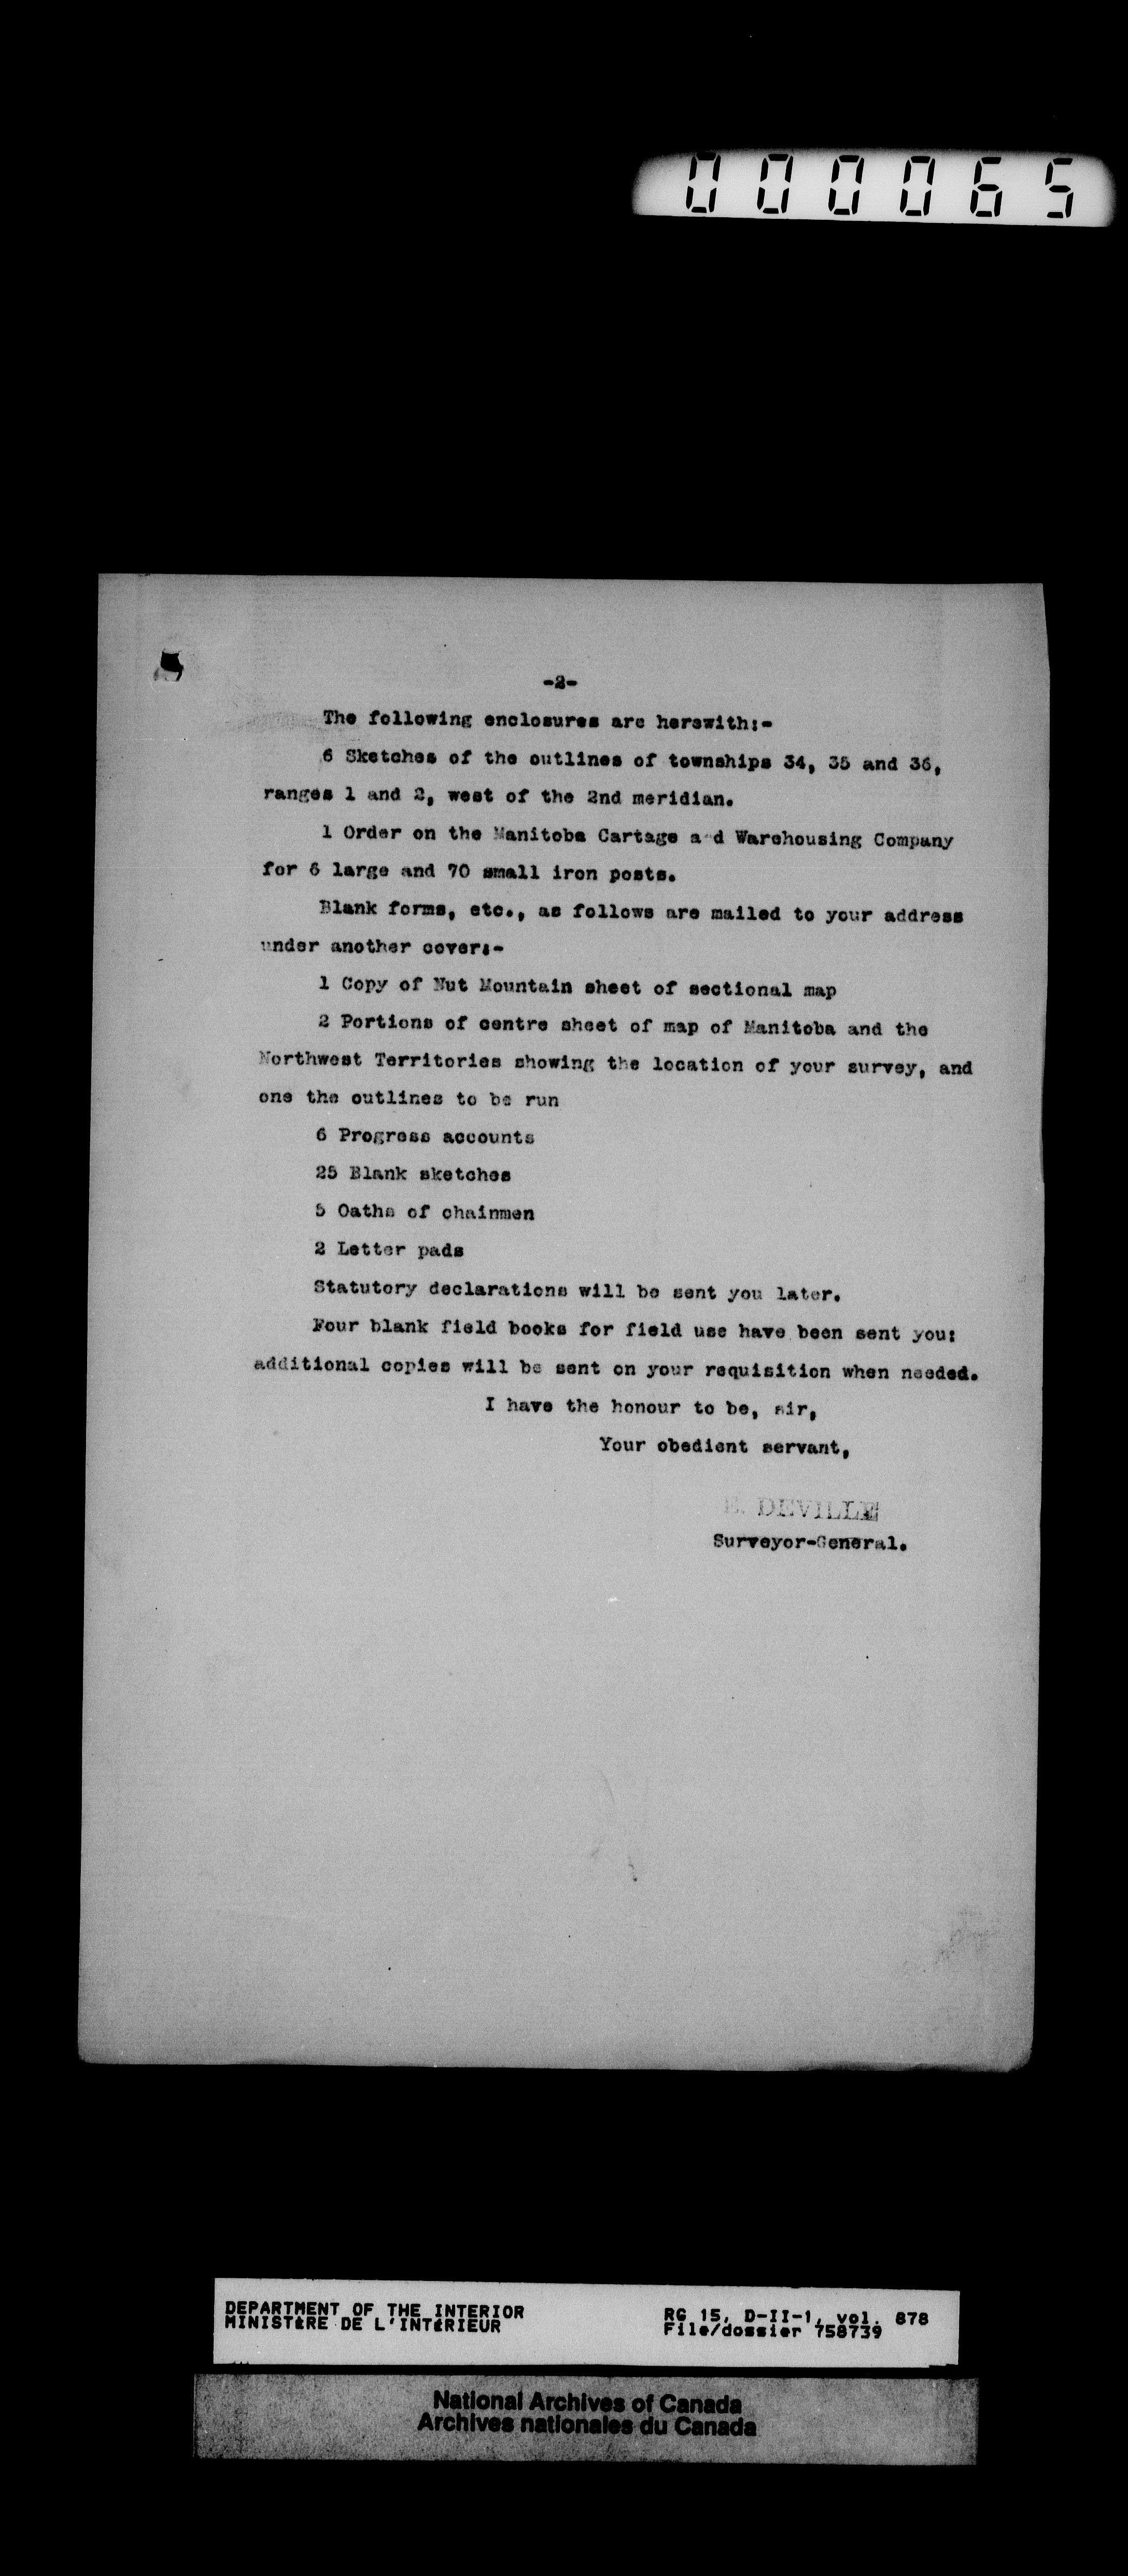 000065
-2-
The following enclosures are herewith:-
6 Sketches of the outlines of townships 34, 35 and 36,
ranges 1 and 2, west of the 2nd meridian.
1 Order on the Manitoba Cartage and Warehousing Company
for 6 large and 70 small iron posts.
Blank forms, etc., as follows are mailed to your address
under another cover:-
1 Copy of Nut Mountain sheet of sectional map
2 Portions of centre sheet of map of Manitoba and the
Northwest Territories showing the location of your survey, and
one the outlines to be run
6 Progress accounts
25 Blank sketches
5 Oaths of chainmen
2 Letter pads
Statutory declarations will be sent you later.
Four blank field books for field use have been sent you:
additional copies will be sent on your requisition when needed.
I have the honour to be, sir,
Your obedient servant,
E. DEVILLE
Surveyor-General.
DEPARTMENT OF THE INTERIOR
MINISTÈRE DE L'INTÉRIEUR
RG 15, D-II-1, vol. 878
File/dossier 758739
National Archives of Canada
Archives nationales du Canada